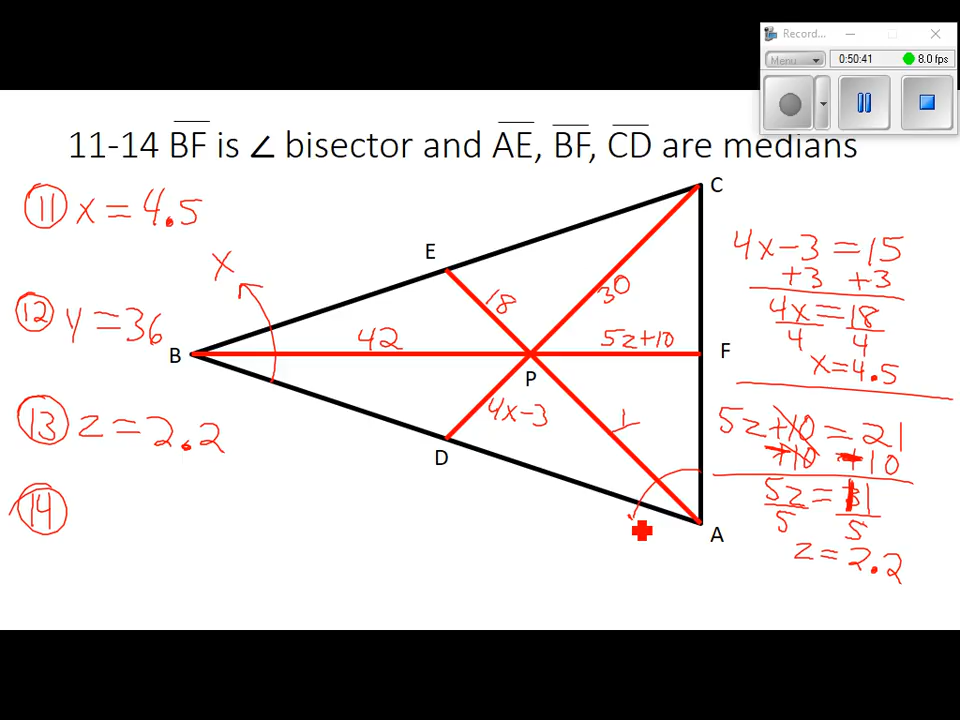 Record...
Menu
0:50:41
8.0 fps
11-14 BF is ∠ bisector and AE, BF, CD are medians
11 x = 4.5
12 y = 36
13 z = 2.2
14
x
C
E
18
30
B
42
5z+10
F
P
4x-3
D
A
4x-3 = 15
+3 +3
4x = 18
4 4
x = 4.5
5z+10 = 21
5z = 11
5 5
z = 2.2